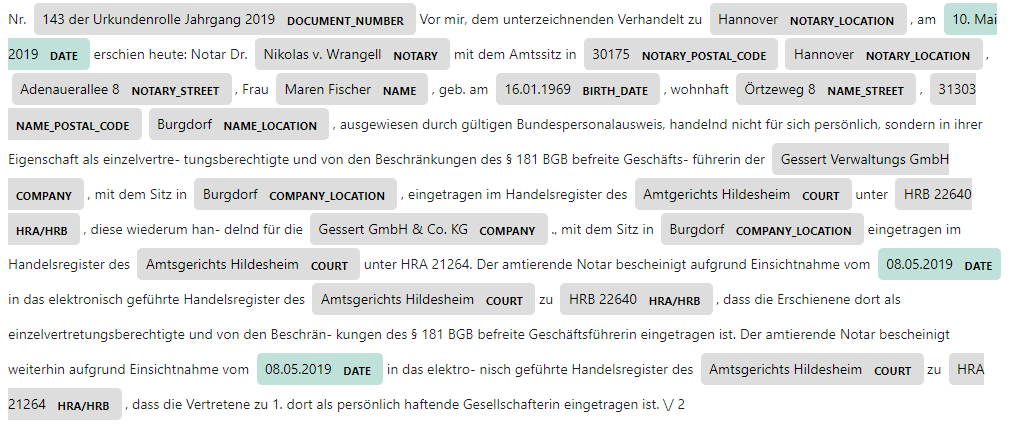 Nr. 143 der Urkundenrolle Jahrgang 2019 DOCUMENT_NUMBER Vor mir, dem unterzeichnenden Verhandelt zu Hannover NOTARY_LOCATION , am 10. Mai
2019 DATE erschien heute: Notar Dr. Nikolas v. Wrangell NOTARY mit dem Amtssitz in 30175 NOTARY_POSTAL_CODE Hannover NOTARY_LOCATION ,
Adenauerallee 8 NOTARY_STREET , Frau Maren Fischer NAME , geb. am 16.01.1969 BIRTH_DATE , wohnhaft Örtzeweg 8 NAME_STREET , 31303
NAME_POSTAL_CODE Burgdorf NAME_LOCATION , ausgewiesen durch gültigen Bundespersonalausweis, handelnd nicht für sich persönlich, sondern in ihrer
Eigenschaft als einzelvertre- tungsberechtigte und von den Beschränkungen des § 181 BGB befreite Geschäfts- führerin der Gessert Verwaltungs GmbH
COMPANY , mit dem Sitz in Burgdorf COMPANY_LOCATION , eingetragen im Handelsregister des Amtgerichts Hildesheim COURT unter HRB 22640
HRA/HRB , diese wiederum han- delnd für die Gessert GmbH & Co. KG COMPANY ., mit dem Sitz in Burgdorf COMPANY_LOCATION eingetragen im
Handelsregister des Amtsgerichts Hildesheim COURT unter HRA 21264. Der amtierende Notar bescheinigt aufgrund Einsichtnahme vom 08.05.2019 DATE
in das elektronisch geführte Handelsregister des Amtsgerichts Hildesheim COURT zu HRB 22640 HRA/HRB , dass die Erschienene dort als
einzelvertretungsberechtigte und von den Beschrän- kungen des § 181 BGB befreite Geschäftsführerin eingetragen ist. Der amtierende Notar bescheinigt
weiterhin aufgrund Einsichtnahme vom 08.05.2019 DATE in das elektro- nisch geführte Handelsregister des Amtsgerichts Hildesheim COURT zu HRA
21264 HRA/HRB , dass die Vertretene zu 1. dort als persönlich haftende Gesellschafterin eingetragen ist. \/ 2